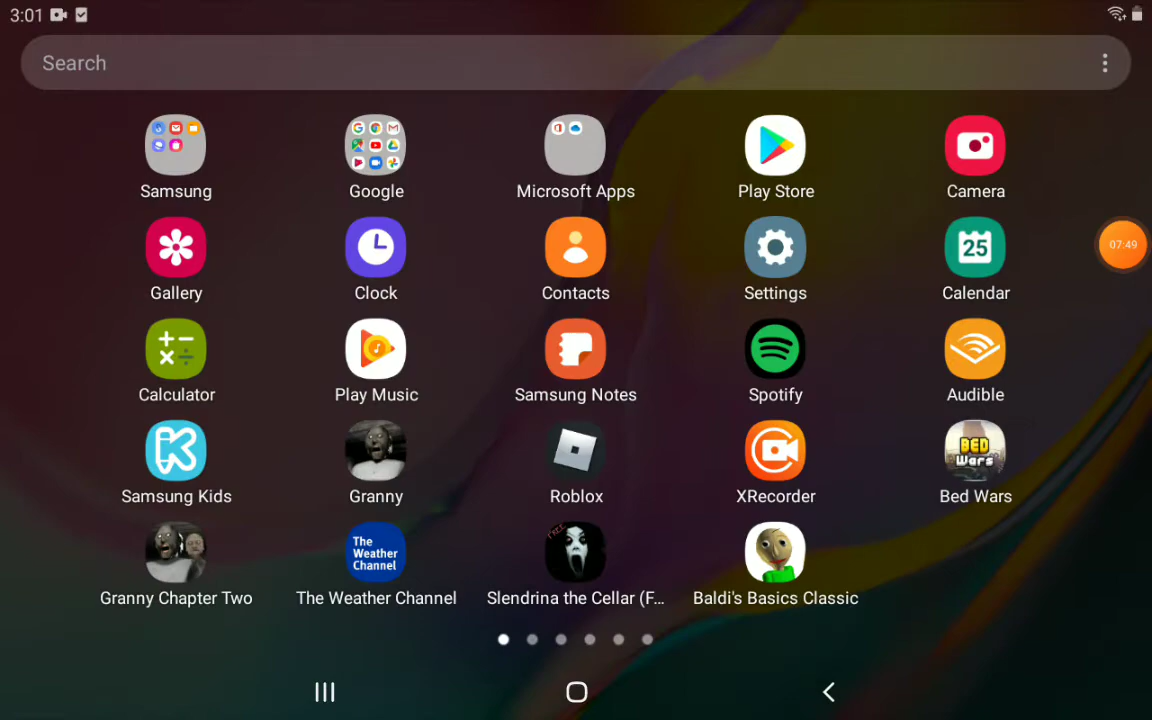 3:01
Search
Samsung
Google
Microsoft Apps
Play Store
Camera
07:49
Gallery
Clock
Contacts
Settings
25
Calendar
Calculator
Play Music
Samsung Notes
Spotify
Audible
Samsung Kids
Granny
Roblox
XRecorder
BED
WARS
Bed Wars
The
Weather
Channel
FREE
Granny Chapter Two
The Weather Channel
Slendrina the Cellar (F...
Baldi's Basics Classic